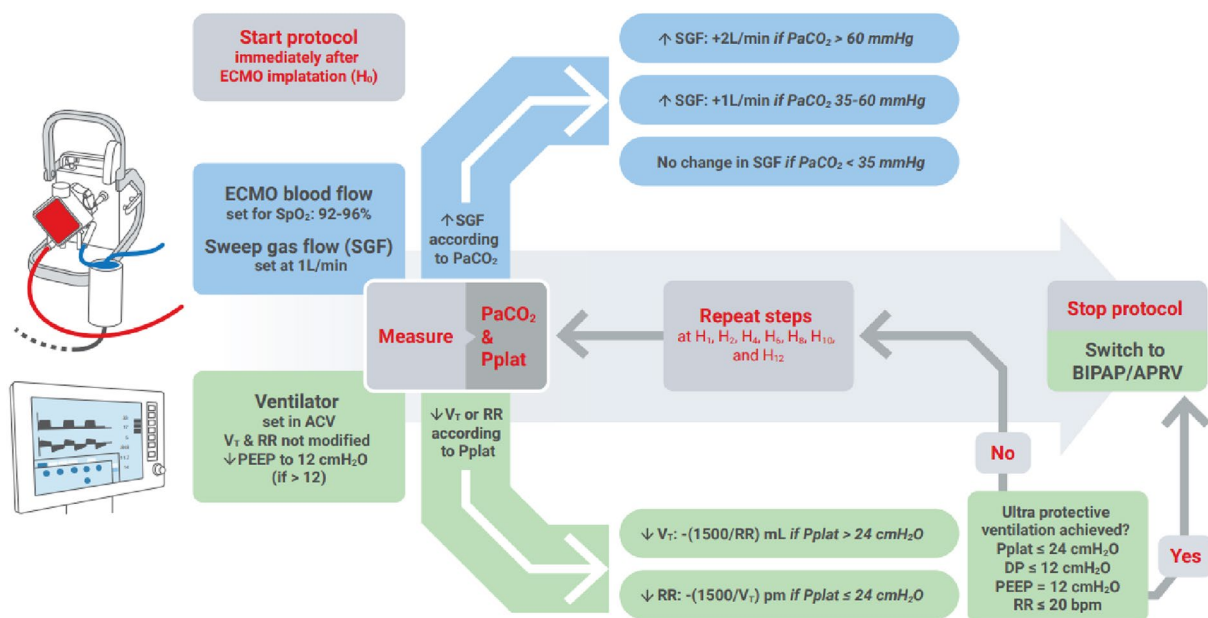 Start protocol
immediately after
ECMO implatation (H₀)
ECMO blood flow
set for SpO₂: 92-96%
Sweep gas flow (SGF)
set at 1L/min
↑ SGF
according
to PaCO₂
↑ SGF: +2L/min if PaCO₂ > 60 mmHg
↑ SGF: +1L/min if PaCO₂ 35-60 mmHg
No change in SGF if PaCO₂ < 35 mmHg
Measure
PaCO₂
&
Pplat
Repeat steps
at H₁, H₂, H₄, H₆, H₈, H₁₀,
and H₁₂
Stop protocol
Switch to
BIPAP/APRV
Ventilator
set in ACV
V_T & RR not modified
↓ PEEP to 12 cmH₂O
(if > 12)
↓ V_T or RR
according
to Pplat
↓ V_T: -(1500/RR) mL if Pplat > 24 cmH₂O
↓ RR: -(1500/V_T) pm if Pplat ≤ 24 cmH₂O
No
Ultra protective
ventilation achieved?
Pplat ≤ 24 cmH₂O
DP ≤ 12 cmH₂O
PEEP = 12 cmH₂O
RR ≤ 20 bpm
Yes